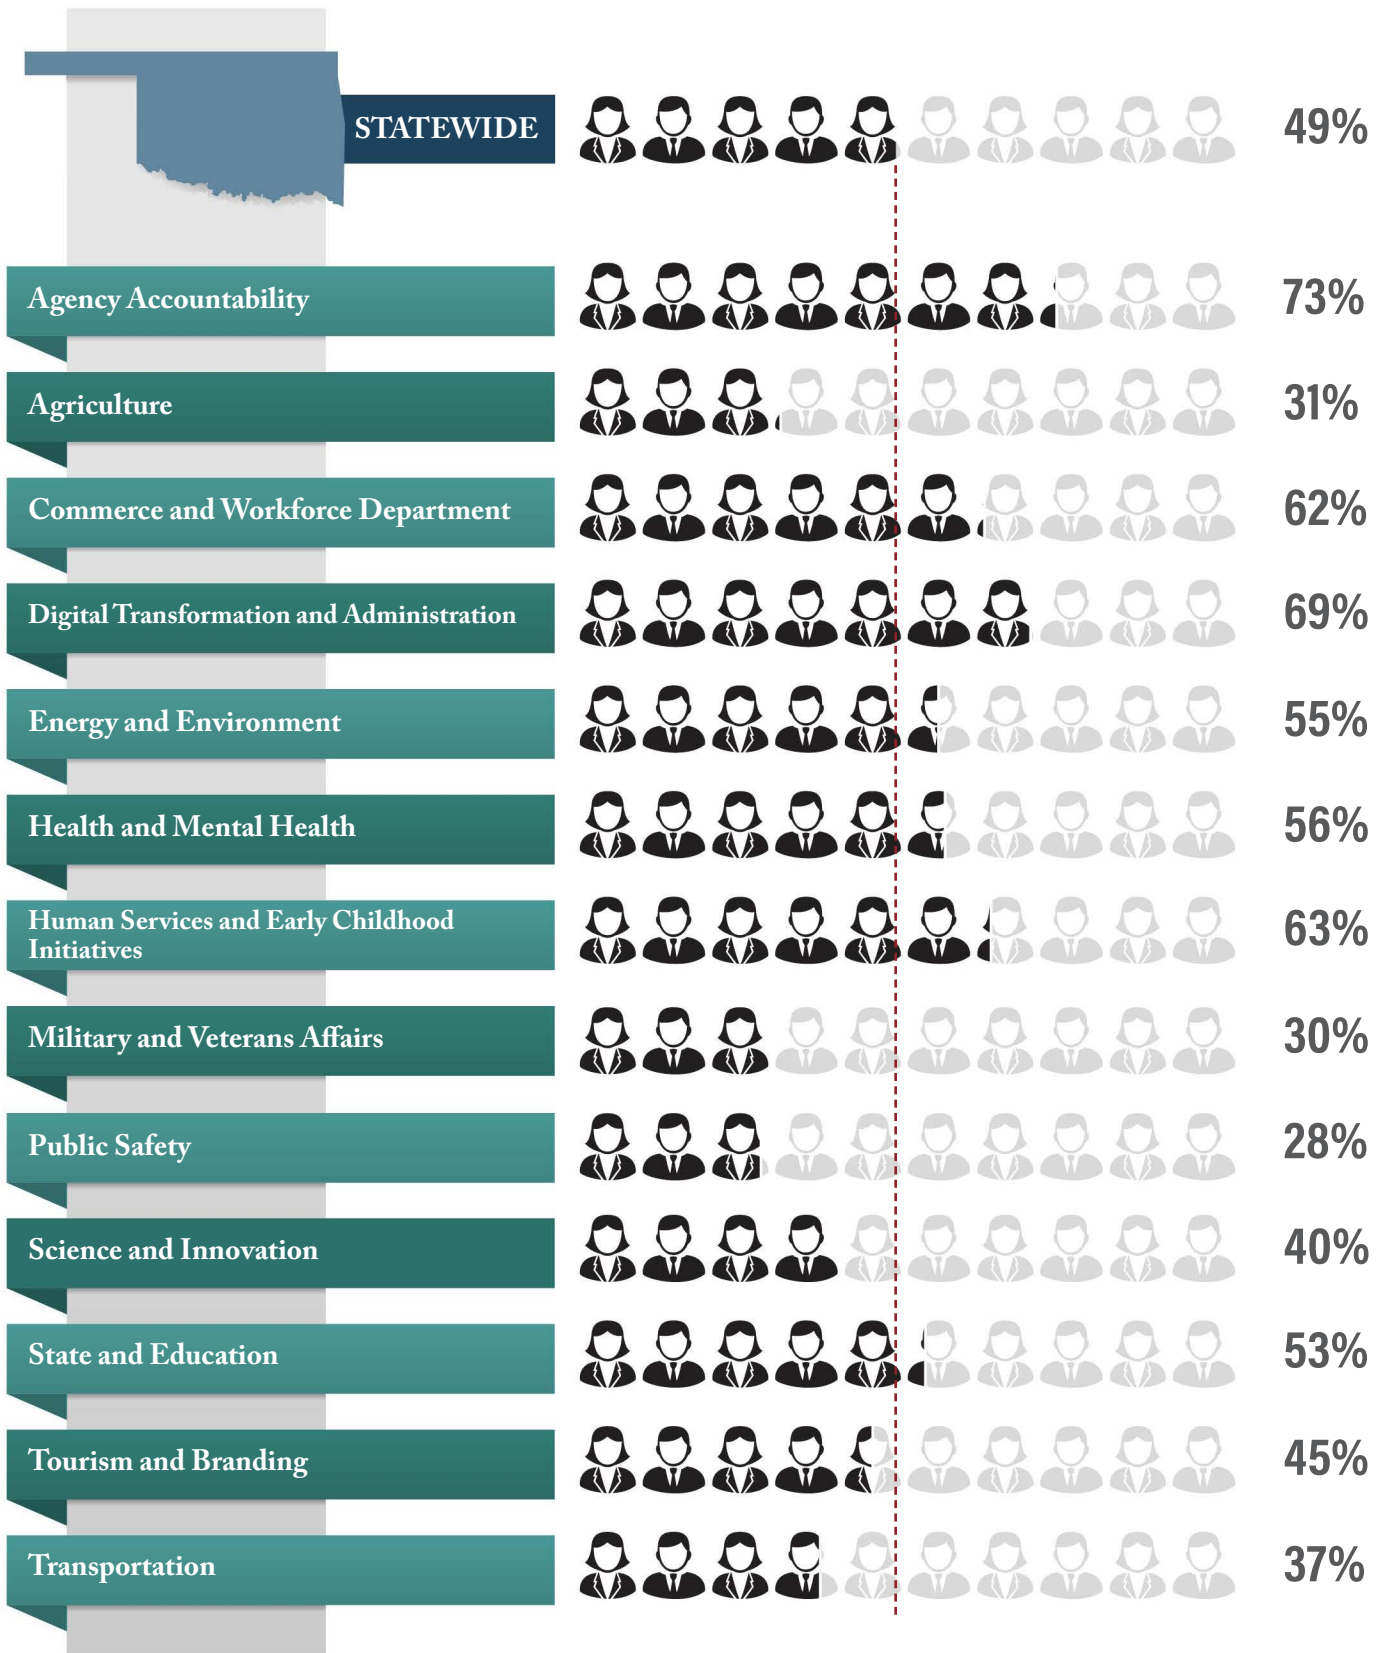 STATEWIDE 49%
Agency Accountability 73%
Agriculture 31%
Commerce and Workforce Department 62%
Digital Transformation and Administration 69%
Energy and Environment 55%
Health and Mental Health 56%
Human Services and Early Childhood
Initiatives 63%
Military and Veterans Affairs 30%
Public Safety 28%
Science and Innovation 40%
State and Education 53%
Tourism and Branding 45%
Transportation 37%